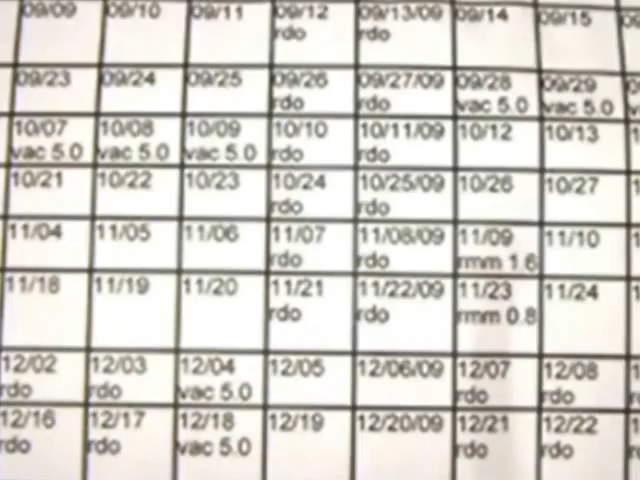 09/09 09/10 09/11 09/12 09/13/09 09/14 09/15
rdo rdo
09/23 09/24 09/25 09/26 09/27/09 09/28 09/29
rdo rdo vac 5.0 vac 5.0
10/07 10/08 10/09 10/10 10/11/09 10/12 10/13
vac 5.0 vac 5.0 vac 5.0 rdo rdo
10/21 10/22 10/23 10/24 10/25/09 10/26 10/27
rdo rdo
11/04 11/05 11/06 11/07 11/08/09 11/09 11/10
rdo rdo rmm 1.6
11/18 11/19 11/20 11/21 11/22/09 11/23 11/24
rdo rdo rmm 0.8
12/02 12/03 12/04 12/05 12/06/09 12/07 12/08
rdo rdo vac 5.0 rdo rdo
12/16 12/17 12/18 12/19 12/20/09 12/21 12/22
rdo rdo vac 5.0 rdo rdo